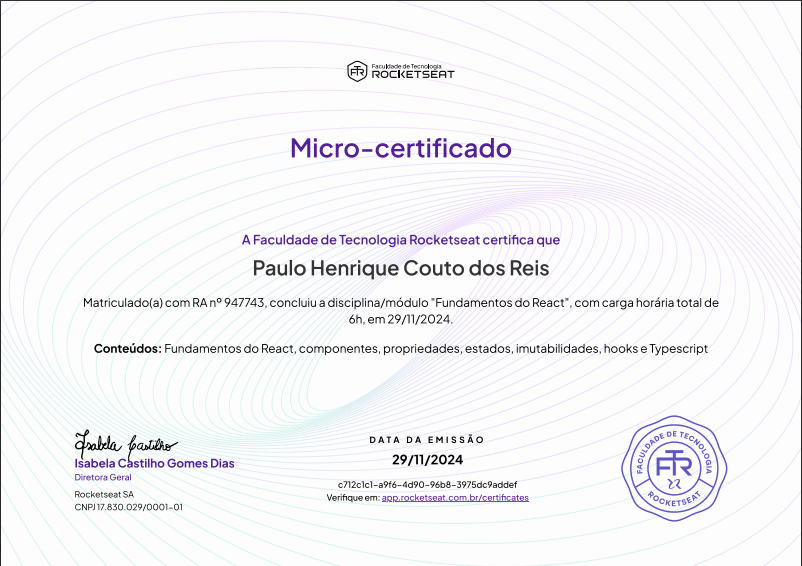 Faculdade de Tecnologia
ROCKETSEAT
Micro-certificado
A Faculdade de Tecnologia Rocketseat certifica que
Paulo Henrique Couto dos Reis
Matriculado(a) com RA nº 947743, concluiu a disciplina/módulo "Fundamentos do React", com carga horária total de
6h, em 29/11/2024.
Conteúdos: Fundamentos do React, componentes, propriedades, estados, imutabilidades, hooks e Typescript
Isabela Castilho
Isabela Castilho Gomes Dias
Diretora Geral
Rocketseat SA
CNPJ 17.830.029/0001-01
DATA DA EMISSÃO
29/11/2024
c712c1c1-a9f6-4d90-96b8-3975dc9addef
Verifique em: app.rocketseat.com.br/certificates
FACULDADE DE TECNOLOGIA
FTR
ROCKETSEAT